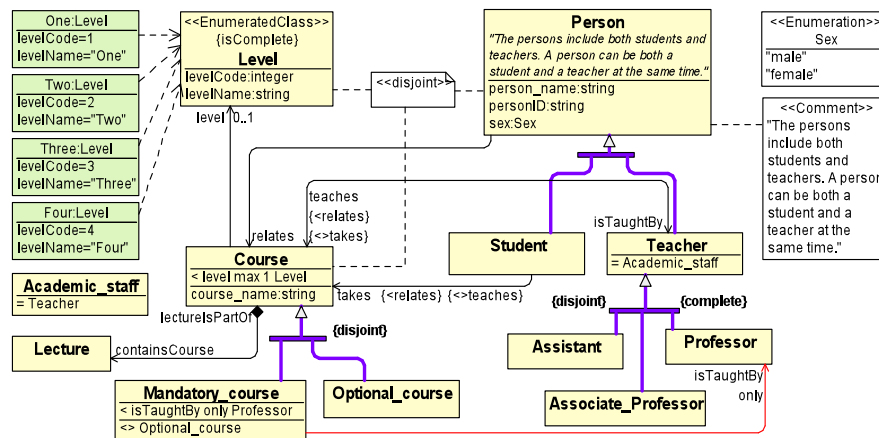 One:Level
levelCode=1
levelName="One"
Two:Level
levelCode=2
levelName="Two"
Three:Level
levelCode=3
levelName="Three"
Four:Level
levelCode=4
levelName="Four"
<<EnumeratedClass>>
{isComplete}
Level
levelCode:integer
levelName:string
level 0..1
<<disjoint>>
Person
"The persons include both students and
teachers. A person can be both a
student and a teacher at the same time."
person_name:string
personID:string
sex:Sex
<<Enumeration>>
Sex
"male"
"female"
<<Comment>>
"The persons
include both
students and
teachers. A person
can be both a
student and a
teacher at the
same time."
teaches
{<relates}
{<>takes}
relates
isTaughtBy
Course
< level max 1 Level
course_name:string
Student
Teacher
= Academic_staff
takes {<relates} {<>teaches}
Academic_staff
= Teacher
lectureIsPartOf
{disjoint}
{disjoint}
{complete}
Lecture
containsCourse
Assistant
Professor
isTaughtBy
only
Mandatory_course
< isTaughtBy only Professor
<> Optional_course
Optional_course
Associate_Professor